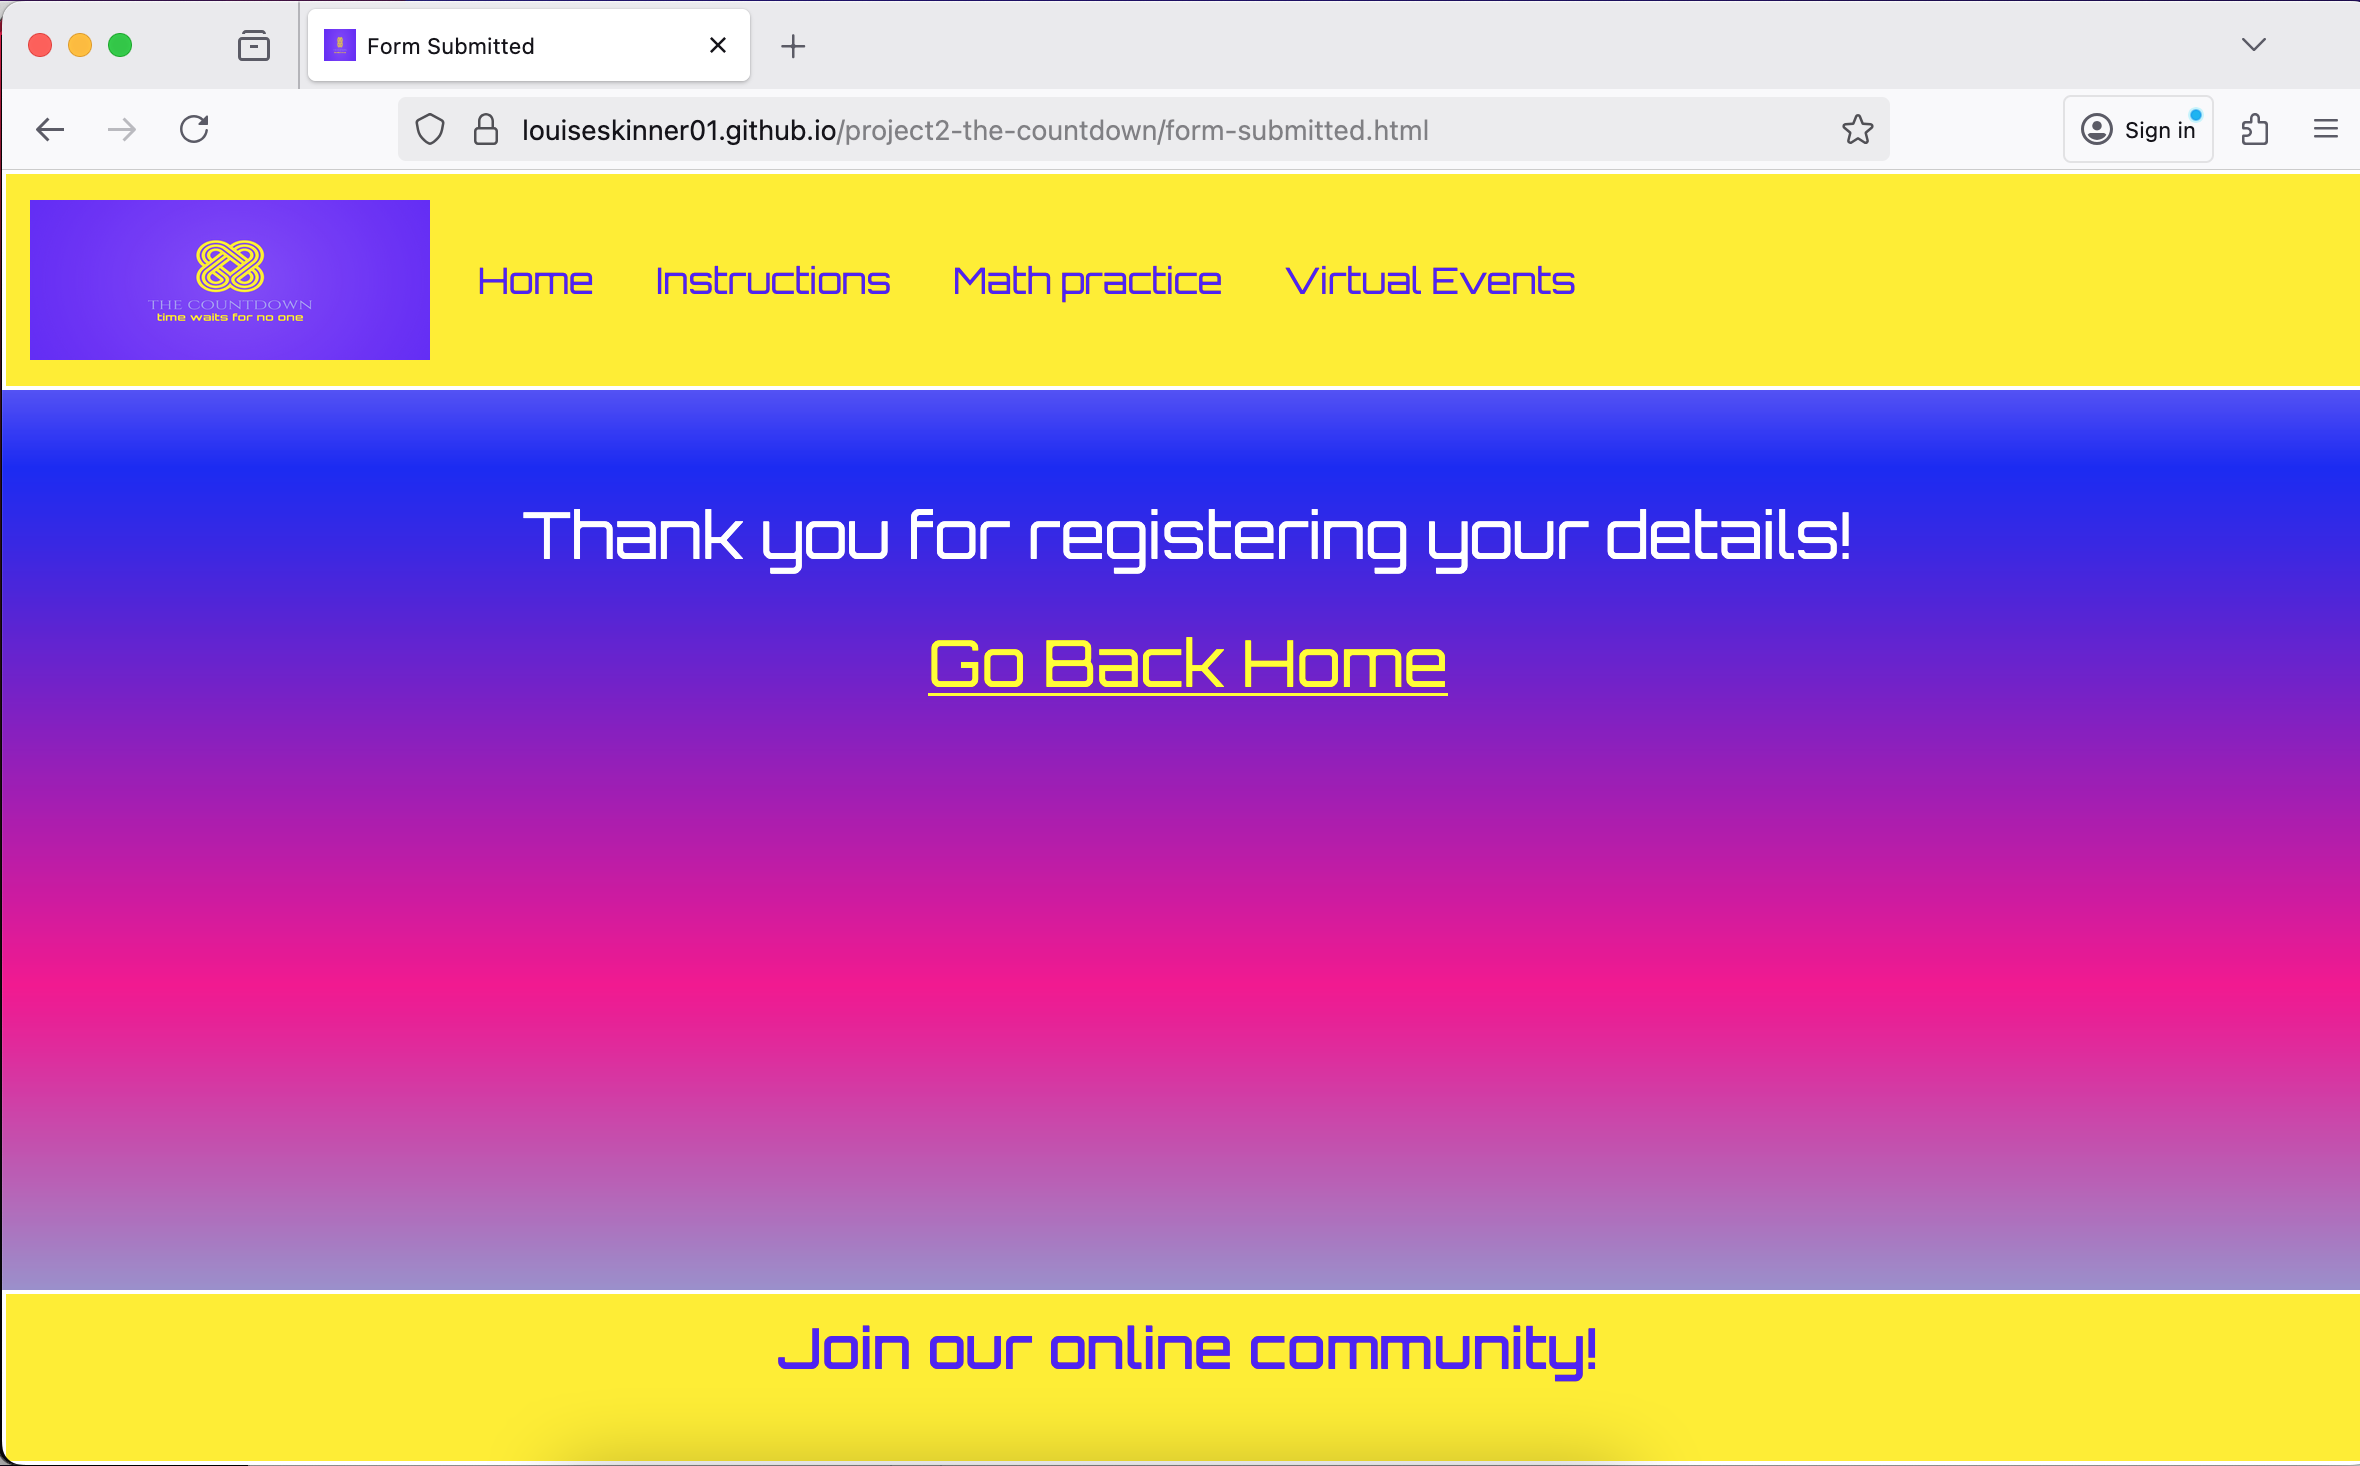 Form Submitted
louiseskinner01.github.io/project2-the-countdown/form-submitted.html
Sign in
THE COUNTDOWN
time waits for no one
Home Instructions Math practice Virtual Events
Thank you for registering your details!
Go Back Home
Join our online community!